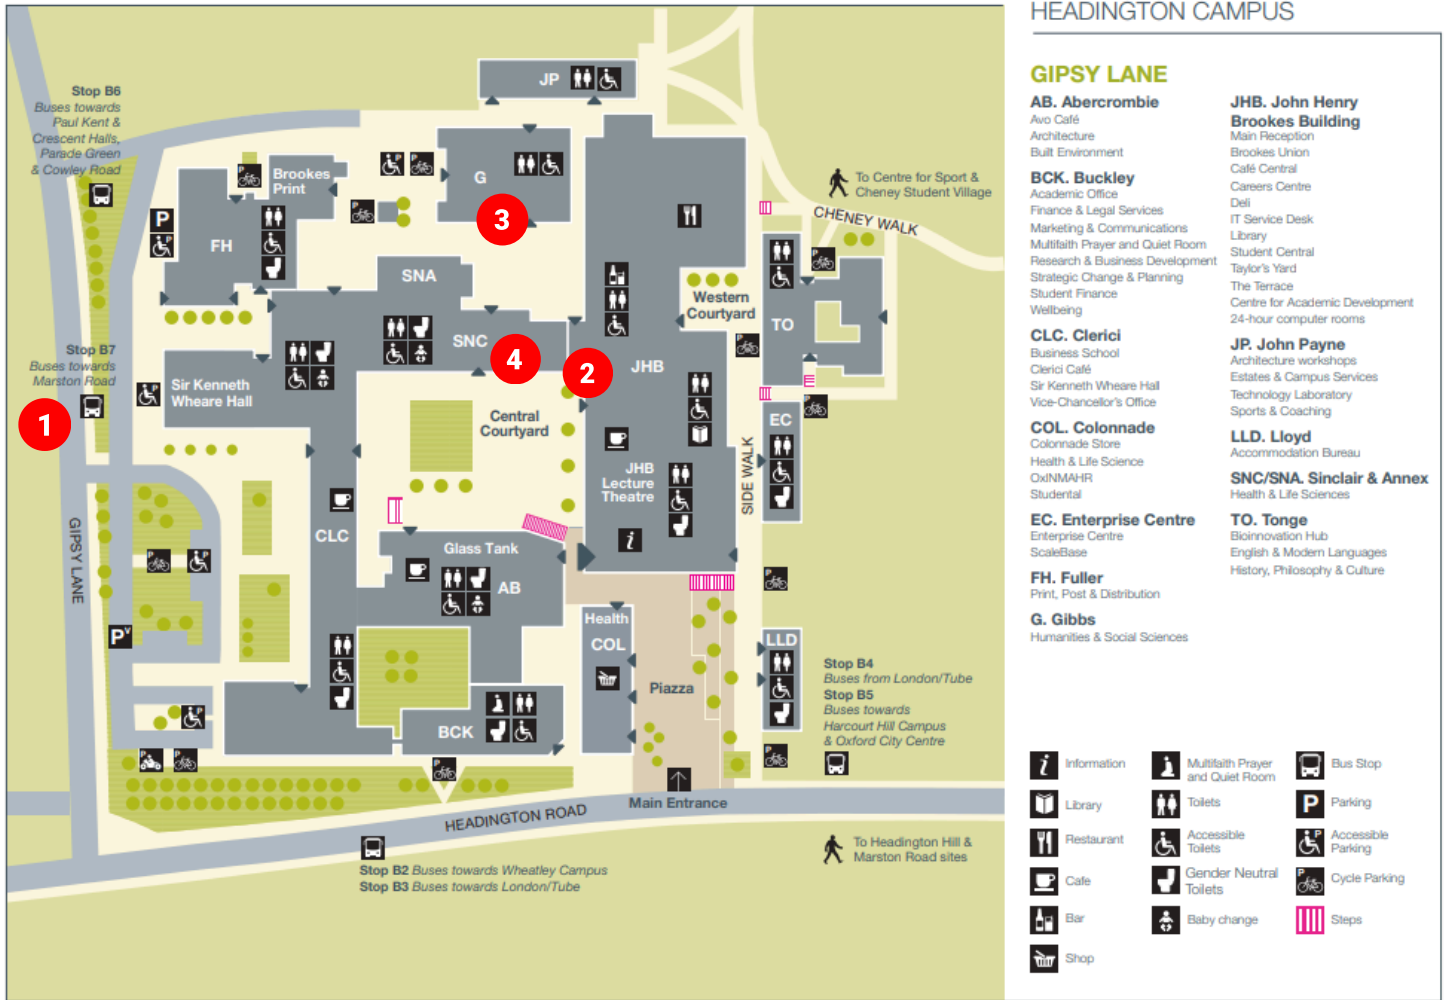 HEADINGTON CAMPUS
GIPSY LANE
AB. Abercrombie
Avo Café
Architecture
Built Environment
BCK. Buckley
Academic Office
Finance & Legal Services
Marketing & Communications
Multifaith Prayer and Quiet Room
Research & Business Development
Strategic Change & Planning
Student Finance
Wellbeing
CLC. Clerici
Business School
Clerici Café
Sir Kenneth Wheare Hall
Vice-Chancellor's Office
COL. Colonnade
Colonnade Store
Health & Life Science
OxINMAHR
Studental
EC. Enterprise Centre
Enterprise Centre
ScaleBase
FH. Fuller
Print, Post & Distribution
G. Gibbs
Humanities & Social Sciences
JHB. John Henry
Brookes Building
Main Reception
Brookes Union
Café Central
Careers Centre
Deli
IT Service Desk
Library
Student Central
Taylor's Yard
The Terrace
Centre for Academic Development
24-hour computer rooms
JP. John Payne
Architecture workshops
Estates & Campus Services
Technology Laboratory
Sports & Coaching
LLD. Lloyd
Accommodation Bureau
SNC/SNA. Sinclair & Annex
Health & Life Sciences
TO. Tonge
Bioinnovation Hub
English & Modern Languages
History, Philosophy & Culture
Information
Library
Restaurant
Cafe
Bar
Shop
Multifaith Prayer
and Quiet Room
Toilets
Accessible
Toilets
Gender Neutral
Toilets
Baby change
Bus Stop
P
Parking
P
Accessible
Parking
P
Cycle Parking
Steps
Stop B6
Buses towards
Paul Kent &
Crescent Halls,
Parade Green
& Cowley Road
JP
P
P
G
3
Brookes
Print
P
P
P
P
FH
To Centre for Sport &
Cheney Student Village
CHENEY WALK
SNA
SNC
4
2
JHB
Western
Courtyard
TO
P
P
P
Stop B7
Buses towards
Marston Road
1
P
Sir Kenneth
Wheare Hall
Central
Courtyard
EC
SIDE WALK
JHB
Lecture
Theatre
i
GIPSY LANE
CLC
Glass Tank
AB
P
P
P
PV
Health
COL
LLD
Piazza
BCK
P
P
P
P
P
Stop B4
Buses from London/Tube
Stop B5
Buses towards
Harcourt Hill Campus
& Oxford City Centre
Main Entrance
HEADINGTON ROAD
To Headington Hill &
Marston Road sites
Stop B2 Buses towards Wheatley Campus
Stop B3 Buses towards London/Tube